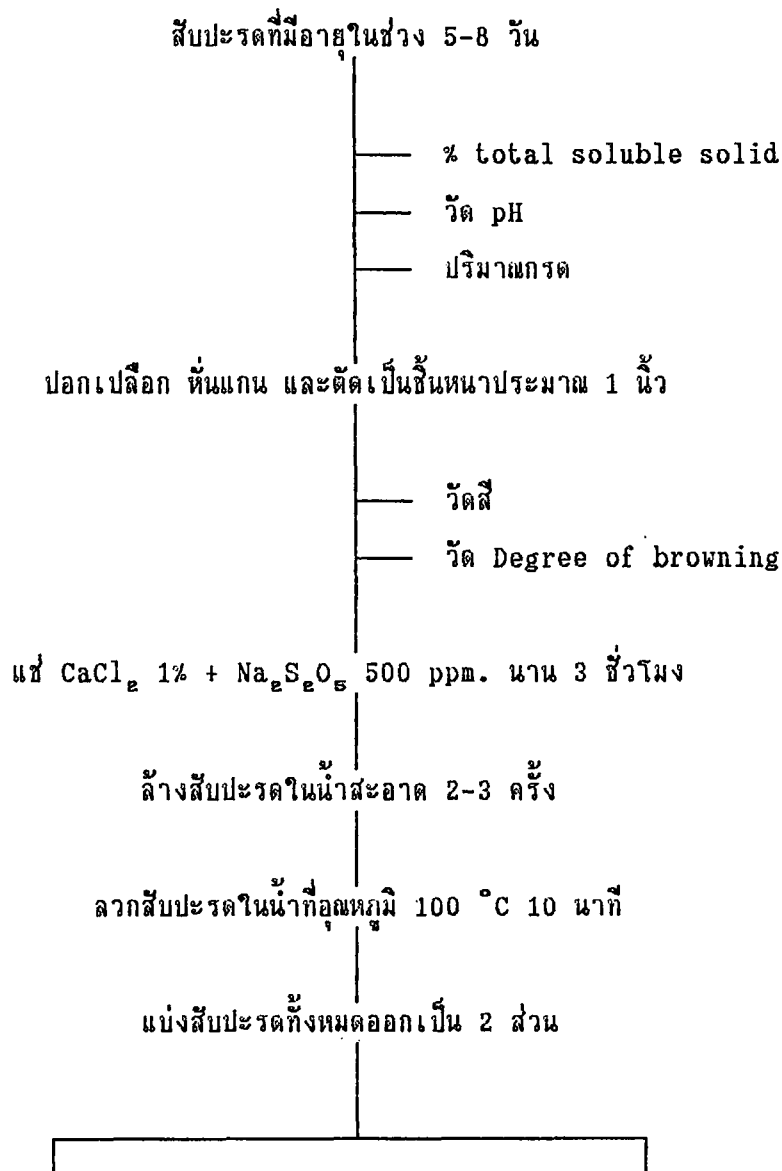 สับปะรดที่มีอายุในช่วง 5-8 วัน
% total soluble solid
วัด pH
ปริมาณกรด
ปอกเปลือก หั่นแกน และตัดเป็นชิ้นหนาประมาณ 1 นิ้ว
วัดสี
วัด Degree of browning
แช่ CaCl₂ 1% + Na₂S₂O₅ 500 ppm. นาน 3 ชั่วโมง
ล้างสับปะรดในน้ำสะอาด 2-3 ครั้ง
ลวกสับปะรดในน้ำที่อุณหภูมิ 100 °C 10 นาที
แบ่งสับปะรดทั้งหมดออกเป็น 2 ส่วน